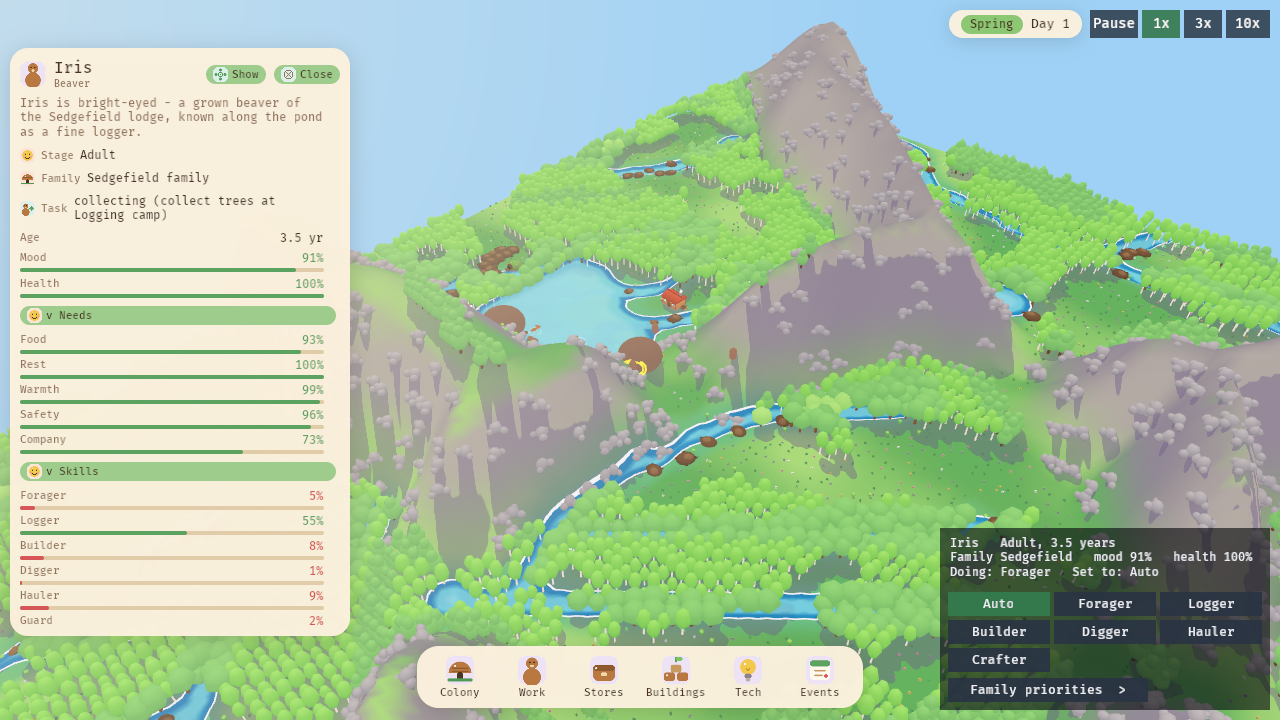 Iris
Beaver
Show
Close
Iris is bright-eyed - a grown beaver of
the Sedgefield lodge, known along the pond
as a fine logger.
Stage Adult
Family Sedgefield family
Task collecting (collect trees at
Logging camp)
Age 3.5 yr
Mood 91%
Health 100%
v Needs
Food 93%
Rest 100%
Warmth 99%
Safety 96%
Company 73%
v Skills
Forager 5%
Logger 55%
Builder 8%
Digger 1%
Hauler 9%
Guard 2%
Spring Day 1
Pause 1x 3x 10x
Iris Adult, 3.5 years
Family Sedgefield mood 91% health 100%
Doing: Forager Set to: Auto
Auto Forager Logger
Builder Digger Hauler
Crafter
Family priorities >
Colony Work Stores Buildings Tech Events